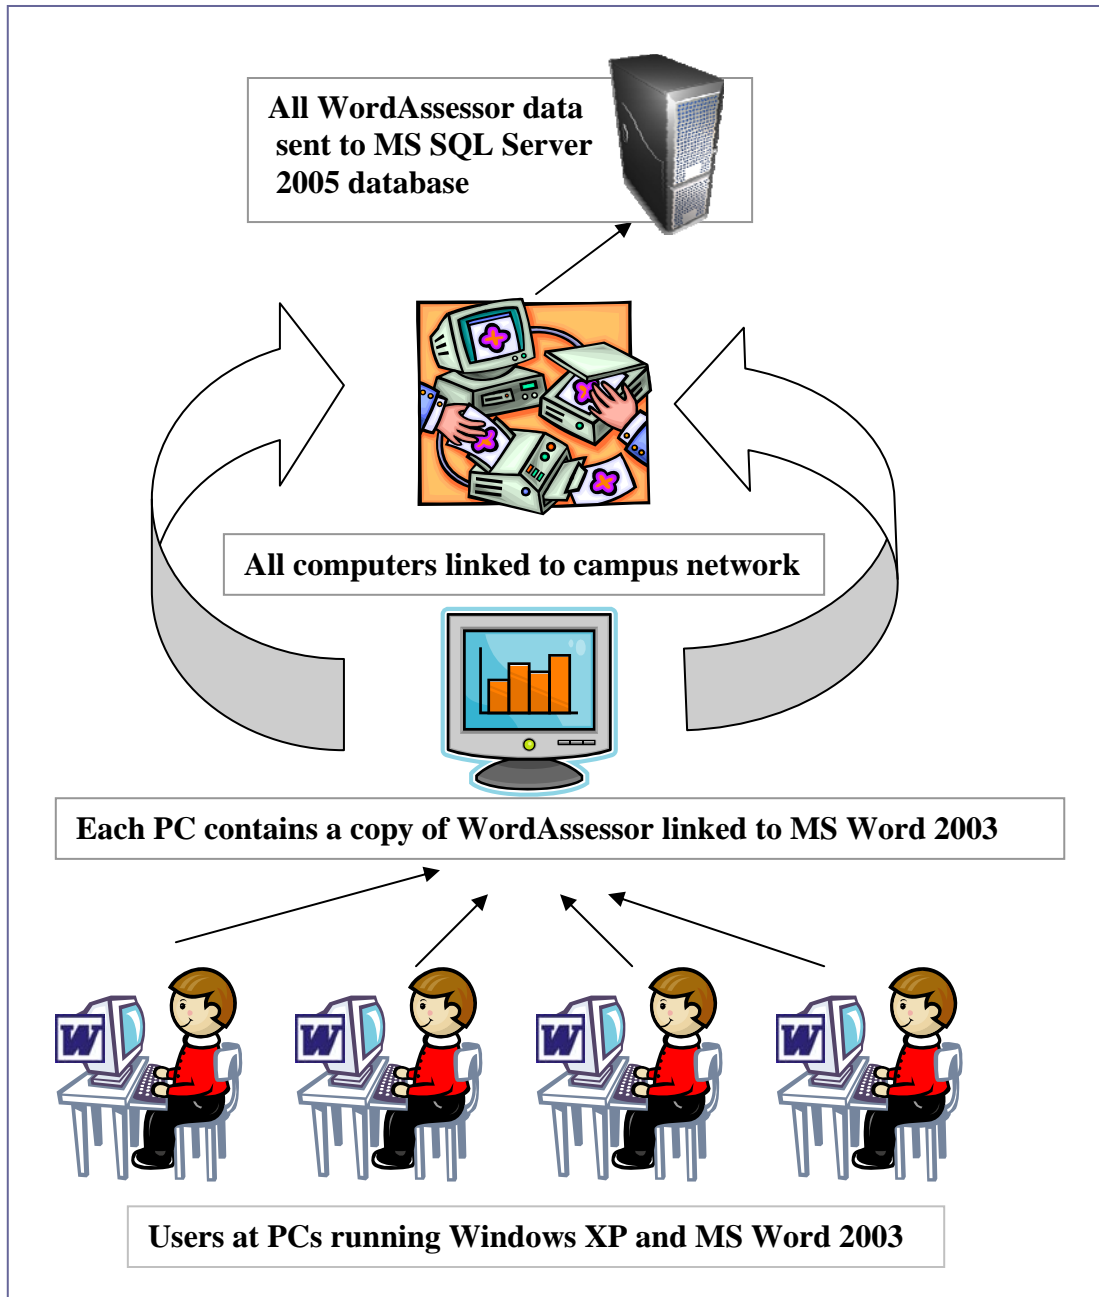 All WordAssessor data
sent to MS SQL Server
2005 database
All computers linked to campus network
Each PC contains a copy of WordAssessor linked to MS Word 2003
W W W W
Users at PCs running Windows XP and MS Word 2003